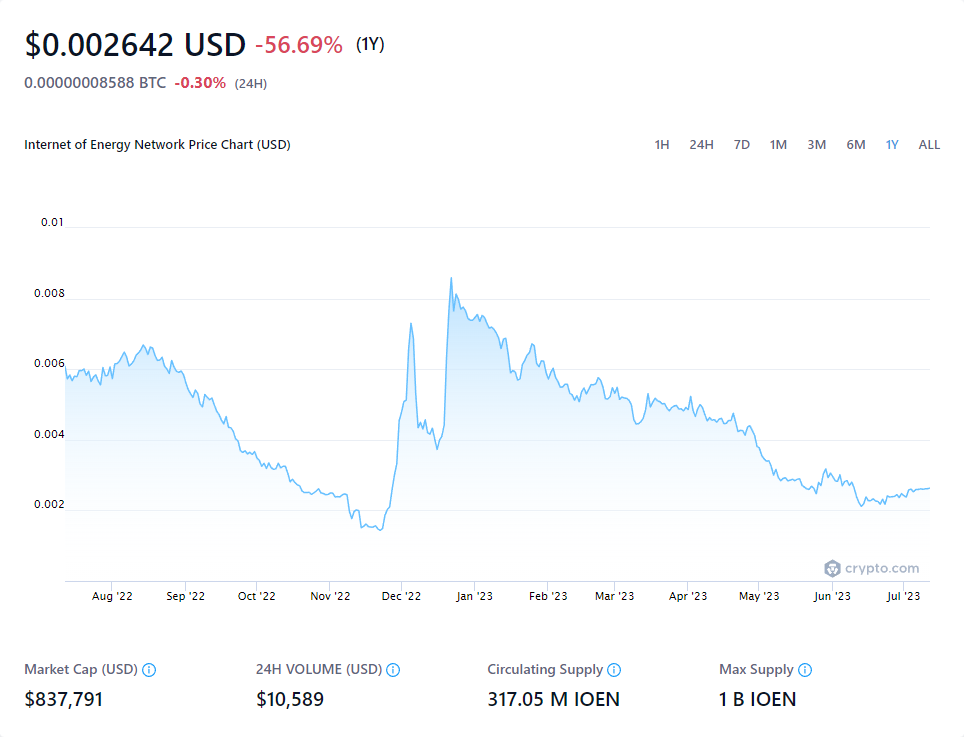 $0.002642 USD -56.69% (1Y)
0.00000008588 BTC -0.30% (24H)
Internet of Energy Network Price Chart (USD) 1H 24H 7D 1M 3M 6M 1Y ALL
0.01
0.008
0.006
0.004
0.002
crypto.com
Aug '22 Sep '22 Oct '22 Nov '22 Dec '22 Jan '23 Feb '23 Mar '23 Apr '23 May '23 Jun '23 Jul '23
Market Cap (USD) 24H VOLUME (USD) Circulating Supply Max Supply
$837,791 $10,589 317.05 M IOEN 1 B IOEN